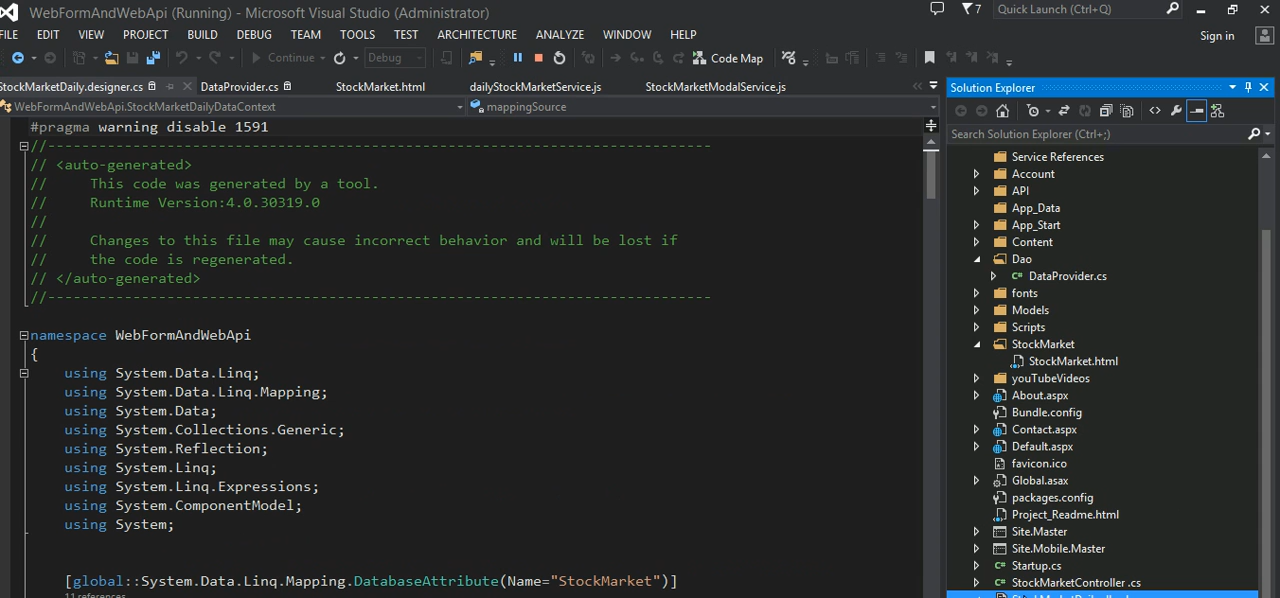 WebFormAndWebApi (Running) - Microsoft Visual Studio (Administrator)
7
Quick Launch (Ctrl+Q)
FILE EDIT VIEW PROJECT BUILD DEBUG TEAM TOOLS TEST ARCHITECTURE ANALYZE WINDOW HELP
Sign in
Continue
Debug
Code Map
StockMarketDaily.designer.cs
DataProvider.cs
StockMarket.html
dailyStockMarketService.js
StockMarketModalService.js
WebFormAndWebApi.StockMarketDailyDataContext
mappingSource
#pragma warning disable 1591
//------------------------------------------------------------------------------
// <auto-generated>
//     This code was generated by a tool.
//     Runtime Version:4.0.30319.0
//
//     Changes to this file may cause incorrect behavior and will be lost if
//     the code is regenerated.
// </auto-generated>
//------------------------------------------------------------------------------
namespace WebFormAndWebApi
{
using System.Data.Linq;
using System.Data.Linq.Mapping;
using System.Data;
using System.Collections.Generic;
using System.Reflection;
using System.Linq;
using System.Linq.Expressions;
using System.ComponentModel;
using System;
[global::System.Data.Linq.Mapping.DatabaseAttribute(Name="StockMarket")]
11 references
Solution Explorer
Search Solution Explorer (Ctrl+;)
Service References
Account
API
App_Data
App_Start
Content
Dao
C# DataProvider.cs
fonts
Models
Scripts
StockMarket
StockMarket.html
youTubeVideos
About.aspx
Bundle.config
Contact.aspx
Default.aspx
favicon.ico
Global.asax
packages.config
Project_Readme.html
Site.Master
Site.Mobile.Master
C# Startup.cs
C# StockMarketController .cs